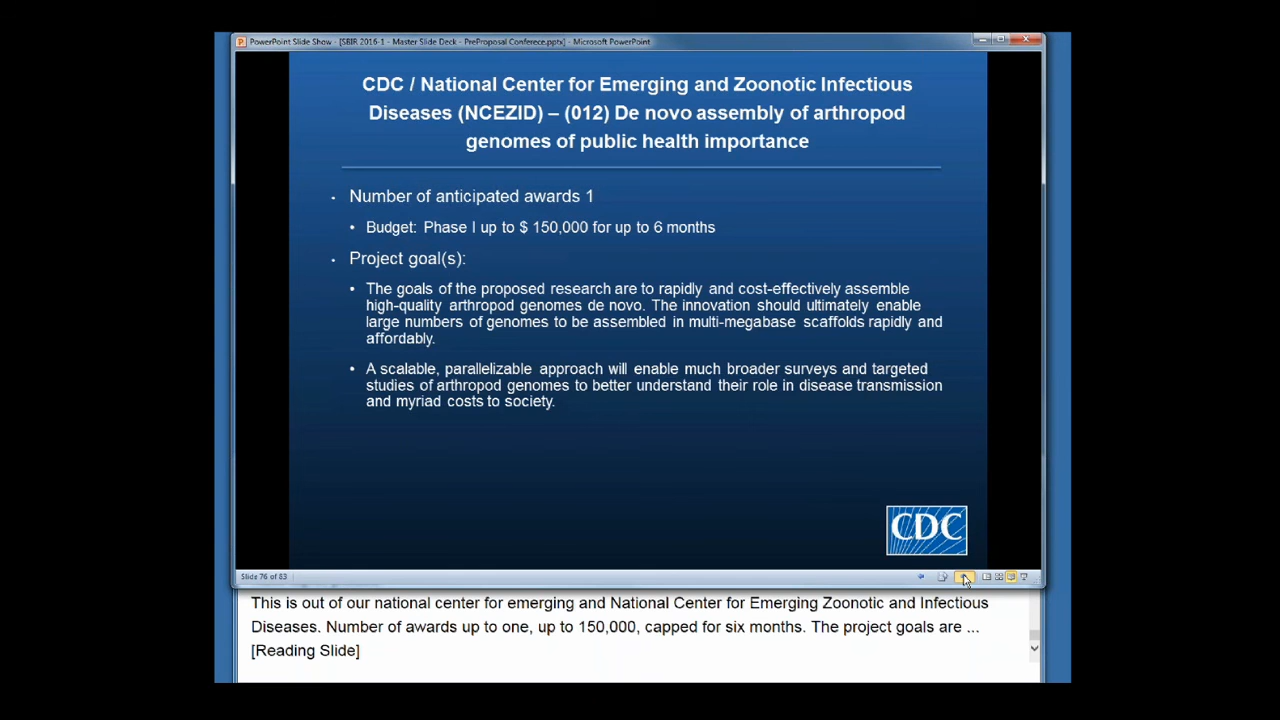 PowerPoint Slide Show - [SBIR 2016-1 - Master Slide Deck - PreProposal Conferece.pptx] - Microsoft PowerPoint
CDC / National Center for Emerging and Zoonotic Infectious
Diseases (NCEZID) – (012) De novo assembly of arthropod
genomes of public health importance
• Number of anticipated awards 1
• Budget: Phase I up to $ 150,000 for up to 6 months
• Project goal(s):
• The goals of the proposed research are to rapidly and cost-effectively assemble
high-quality arthropod genomes de novo. The innovation should ultimately enable
large numbers of genomes to be assembled in multi-megabase scaffolds rapidly and
affordably.
• A scalable, parallelizable approach will enable much broader surveys and targeted
studies of arthropod genomes to better understand their role in disease transmission
and myriad costs to society.
CDC
Slide 76 of 83
This is out of our national center for emerging and National Center for Emerging Zoonotic and Infectious
Diseases. Number of awards up to one, up to 150,000, capped for six months. The project goals are ...
[Reading Slide]